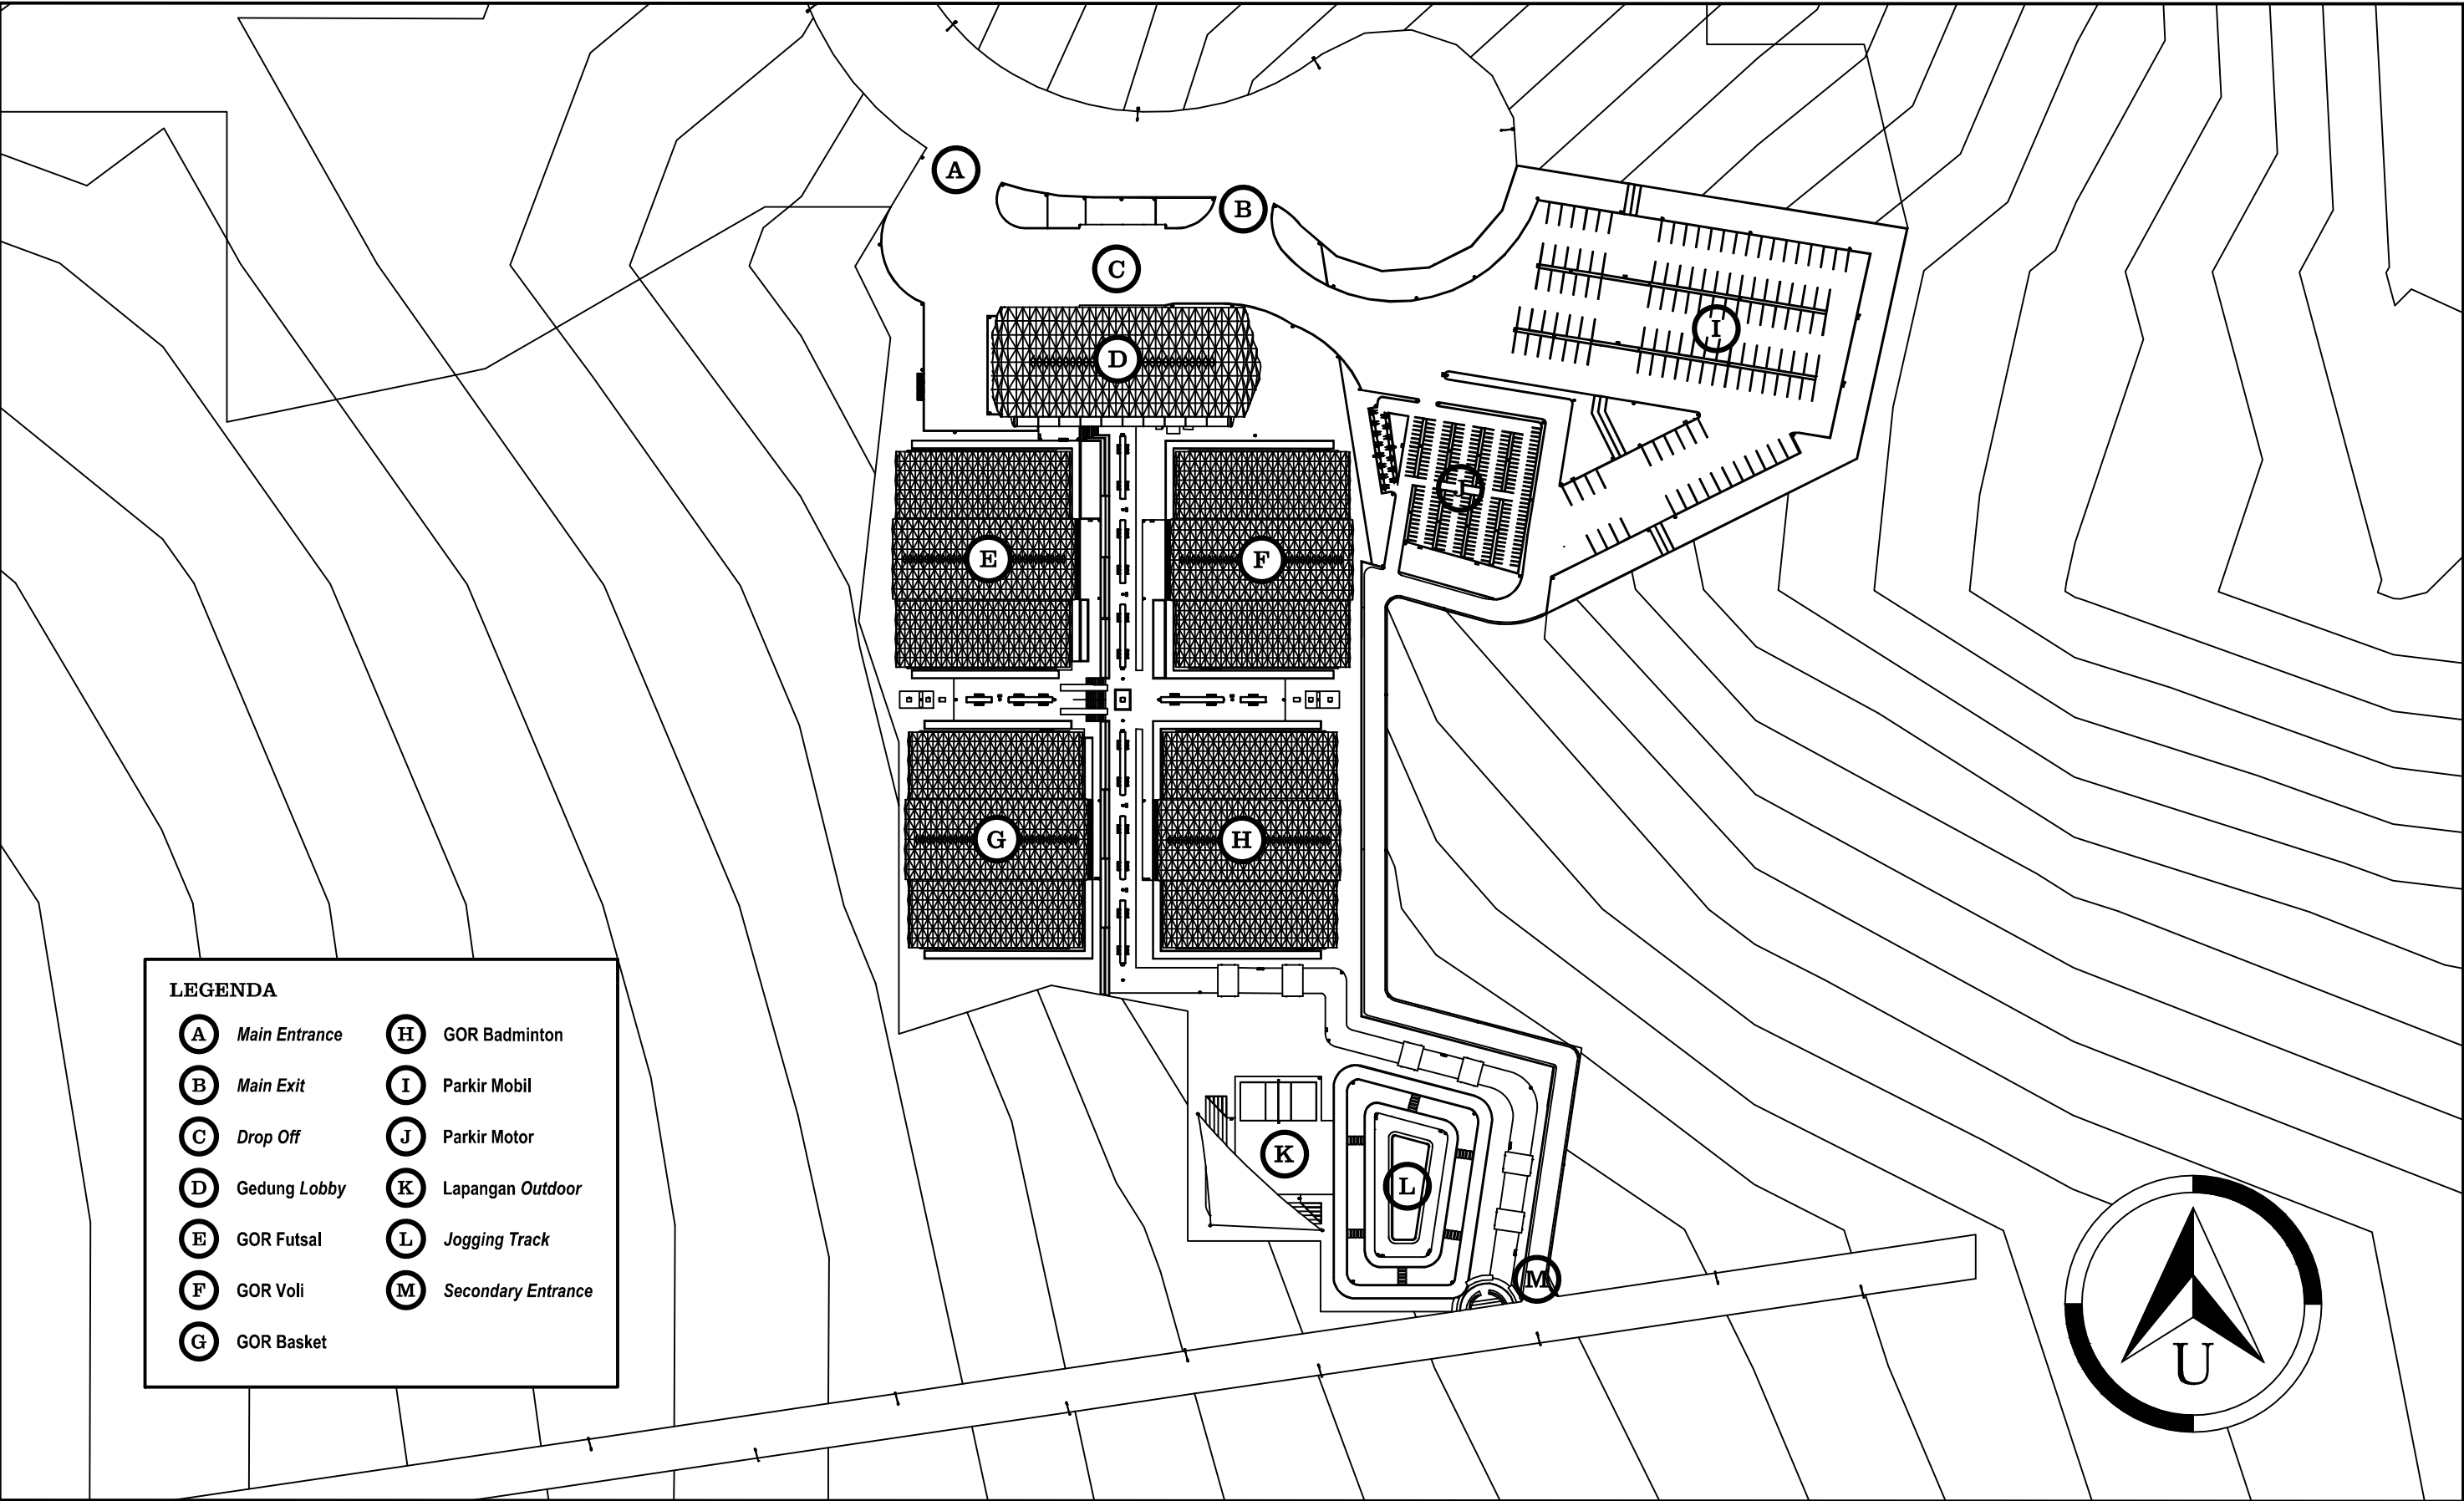 A
B
C
D
I
J
E
F
G
H
K
L
M
LEGENDA
A Main Entrance
H GOR Badminton
B Main Exit
I Parkir Mobil
C Drop Off
J Parkir Motor
D Gedung Lobby
K Lapangan Outdoor
E GOR Futsal
L Jogging Track
F GOR Voli
M Secondary Entrance
G GOR Basket
U